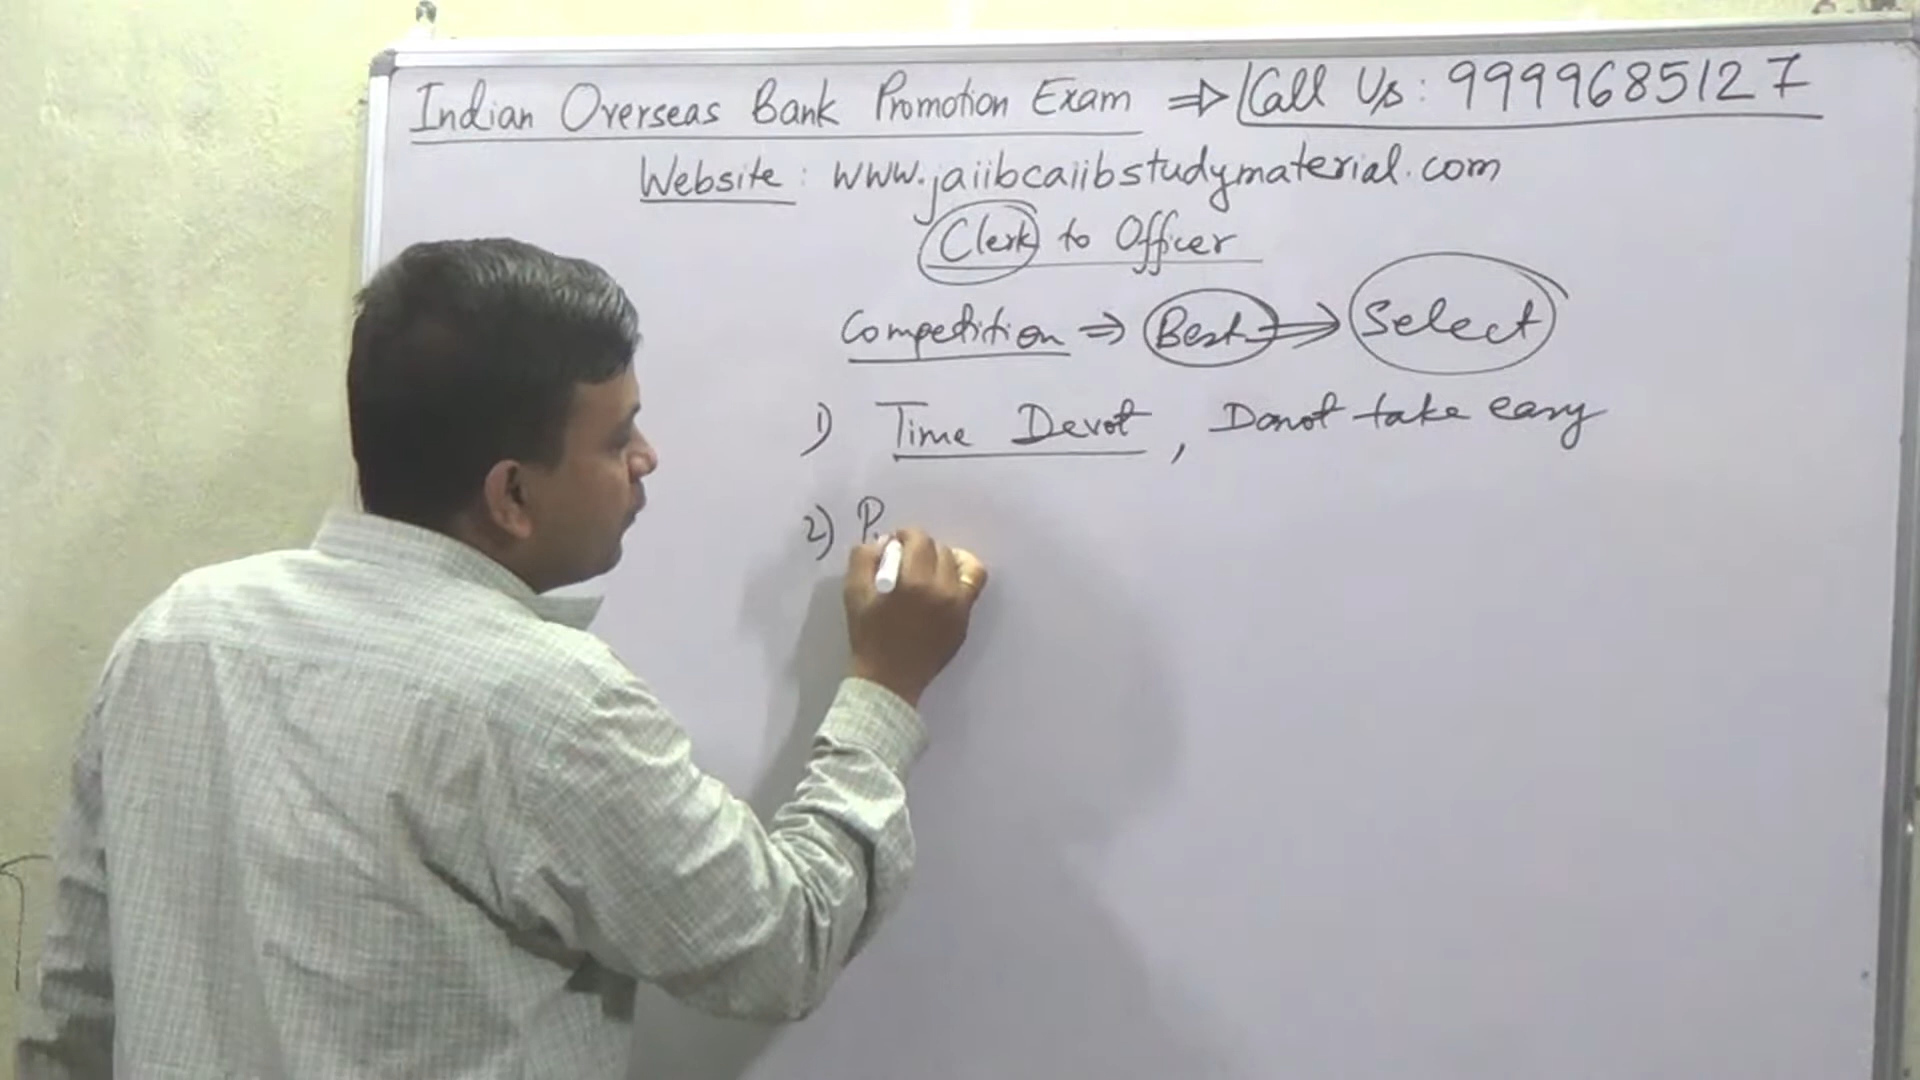 Indian Overseas Bank Promotion Exam ⇒ Call Us: 9999685127
Website: www.jaiibcaiibstudymaterial.com
Clerk to Officer
Competition ⇒ Best ⇒ Select
1) Time Devot, Donot take easy
2) P